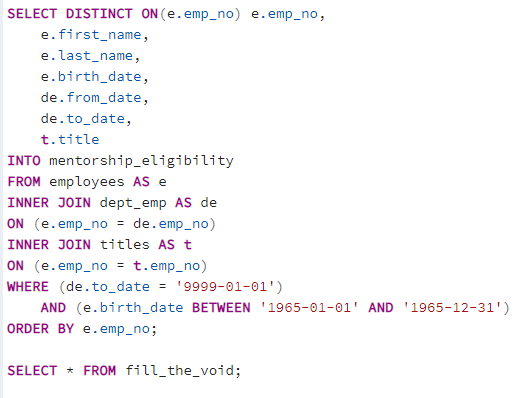 SELECT DISTINCT ON(e.emp_no) e.emp_no,
    e.first_name,
    e.last_name,
    e.birth_date,
    de.from_date,
    de.to_date,
    t.title
INTO mentorship_eligibility
FROM employees AS e
INNER JOIN dept_emp AS de
ON (e.emp_no = de.emp_no)
INNER JOIN titles AS t
ON (e.emp_no = t.emp_no)
WHERE (de.to_date = '9999-01-01')
    AND (e.birth_date BETWEEN '1965-01-01' AND '1965-12-31')
ORDER BY e.emp_no;

SELECT * FROM fill_the_void;